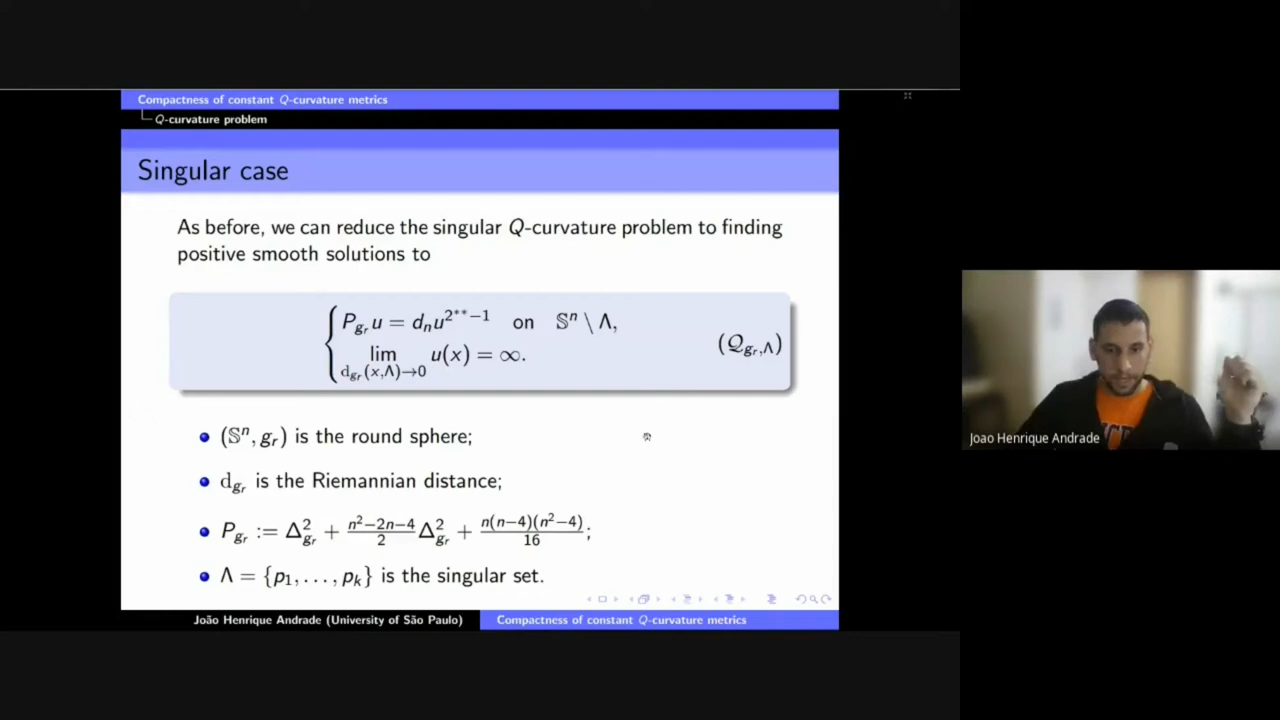 Compactness of constant Q-curvature metrics
Q-curvature problem
Singular case
As before, we can reduce the singular Q-curvature problem to finding
positive smooth solutions to
P_{g_r} u = d_n u^{2**−1} on 𝕊^n \ Λ,
lim_{d_{g_r}(x,Λ)→0} u(x) = ∞.
(𝒬_{g_r,Λ})
(𝕊^n, g_r) is the round sphere;
d_{g_r} is the Riemannian distance;
P_{g_r} := Δ²_{g_r} + \frac{n²−2n−4}{2} Δ²_{g_r} + \frac{n(n−4)(n²−4)}{16};
Λ = {p_1, . . . , p_k} is the singular set.
João Henrique Andrade (University of São Paulo)
Compactness of constant Q-curvature metrics
Joao Henrique Andrade